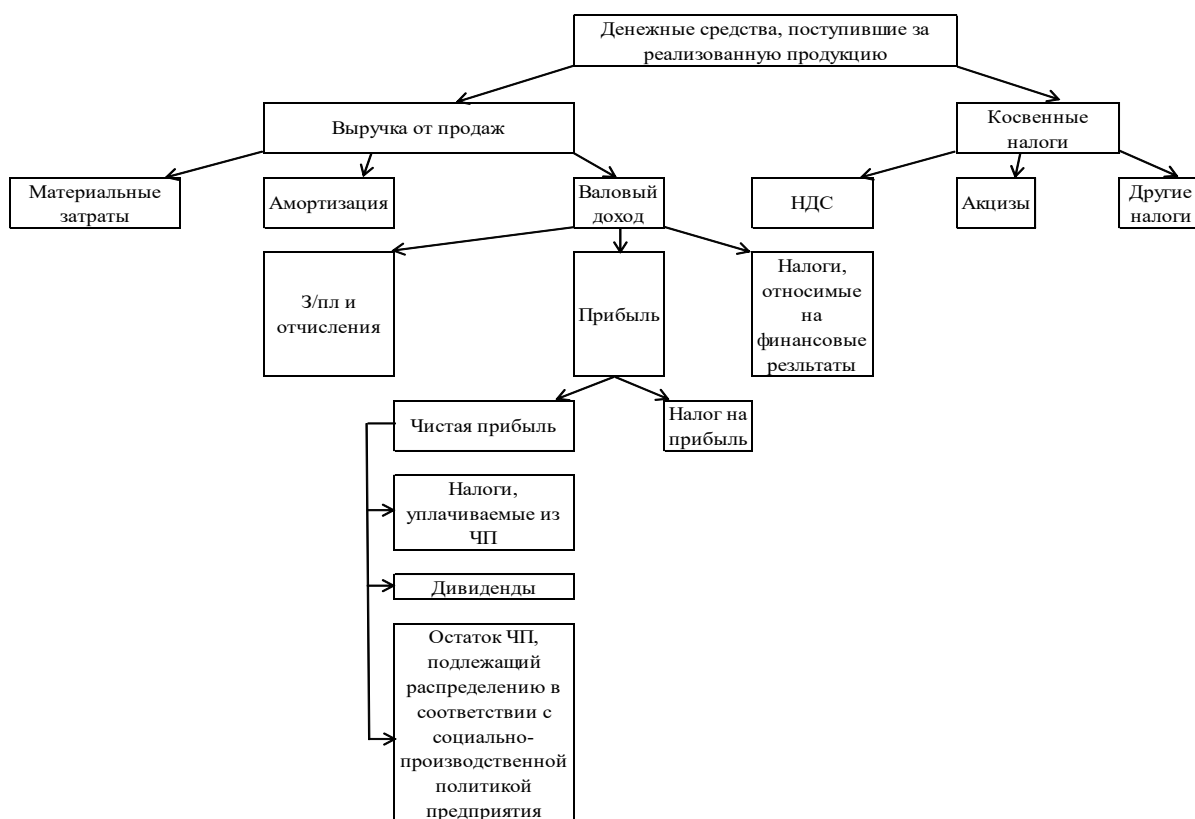 Денежные средства, поступившие за
реализованную продукцию
Выручка от продаж
Косвенные
налоги
Материальные
затраты
Амортизация
Валовый
доход
НДС
Акцизы
Другие
налоги
З/пл и
отчисления
Прибыль
Налоги,
относимые
на
финансовые
резльтаты
Чистая прибыль
Налог на
прибыль
Налоги,
уплачиваемые из
ЧП
Дивиденды
Остаток ЧП,
подлежащий
распределению в
соответствии с
социально-
производственной
политикой
предприятия